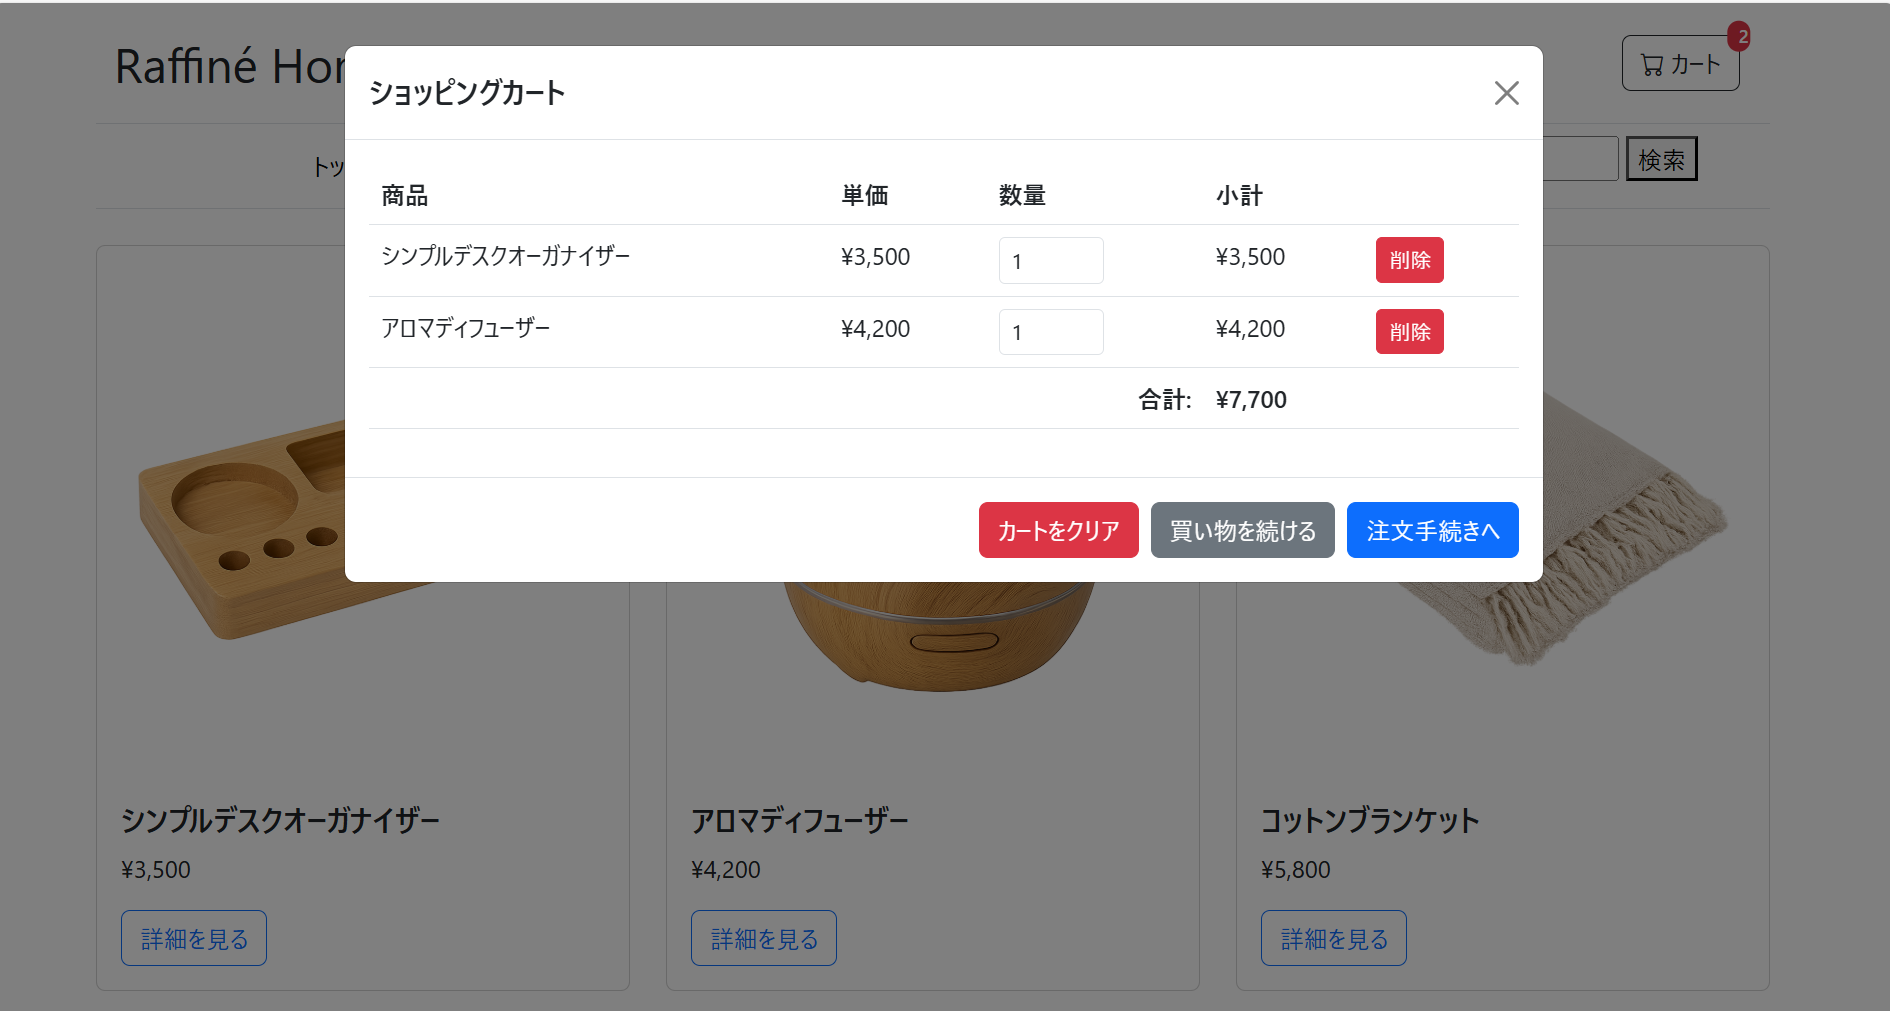 Raffiné Hor
2
カート
ショッピングカート
トッ
検索
商品 単価 数量 小計
シンプルデスクオーガナイザー ¥3,500 1 ¥3,500 削除
アロマディフューザー ¥4,200 1 ¥4,200 削除
合計: ¥7,700
カートをクリア 買い物を続ける 注文手続きへ
シンプルデスクオーガナイザー
¥3,500
詳細を見る
アロマディフューザー
¥4,200
詳細を見る
コットンブランケット
¥5,800
詳細を見る